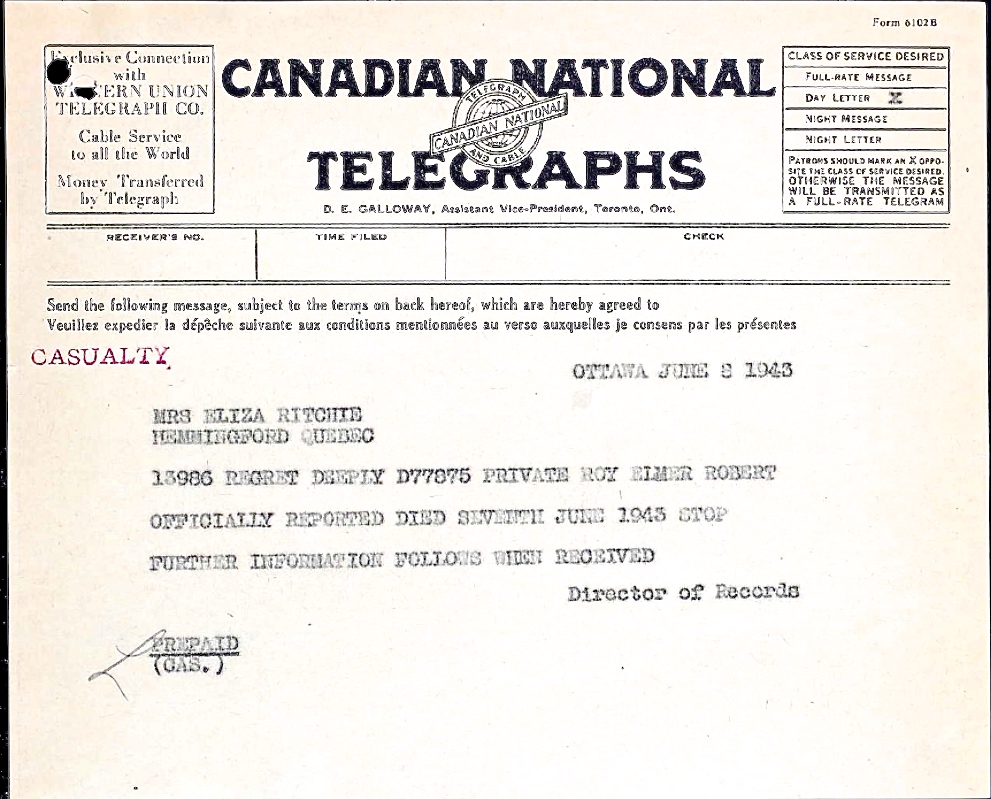 Form 6102B
Exclusive Connection
with
WESTERN UNION
TELEGRAPH CO.
Cable Service
to all the World
Money Transferred
by Telegraph
CANADIAN NATIONAL
TELEGRAPH
CANADIAN NATIONAL
AND CABLE
TELEGRAPHS
D. E. GALLOWAY, Assistant Vice-President, Toronto, Ont.
CLASS OF SERVICE DESIRED
FULL-RATE MESSAGE
DAY LETTER X
NIGHT MESSAGE
NIGHT LETTER
PATRONS SHOULD MARK AN X OPPO-
SITE THE CLASS OF SERVICE DESIRED.
OTHERWISE THE MESSAGE
WILL BE TRANSMITTED AS
A FULL-RATE TELEGRAM
RECEIVER'S NO.
TIME FILED
CHECK
Send the following message, subject to the terms on back hereof, which are hereby agreed to
Veuillez expedier la dépêche suivante aux conditions mentionnées au verso auxquelles je consens par les présentes
CASUALTY
OTTAWA JUNE 8 1943
MRS ELIZA RITCHIE
HEMMINGFORD QUEBEC
13986 REGRET DEEPLY D77875 PRIVATE ROY ELMER ROBERT
OFFICIALLY REPORTED DIED SEVENTH JUNE 1943 STOP
FURTHER INFORMATION FOLLOWS WHEN RECEIVED
Director of Records
PREPAID
(CAS.)